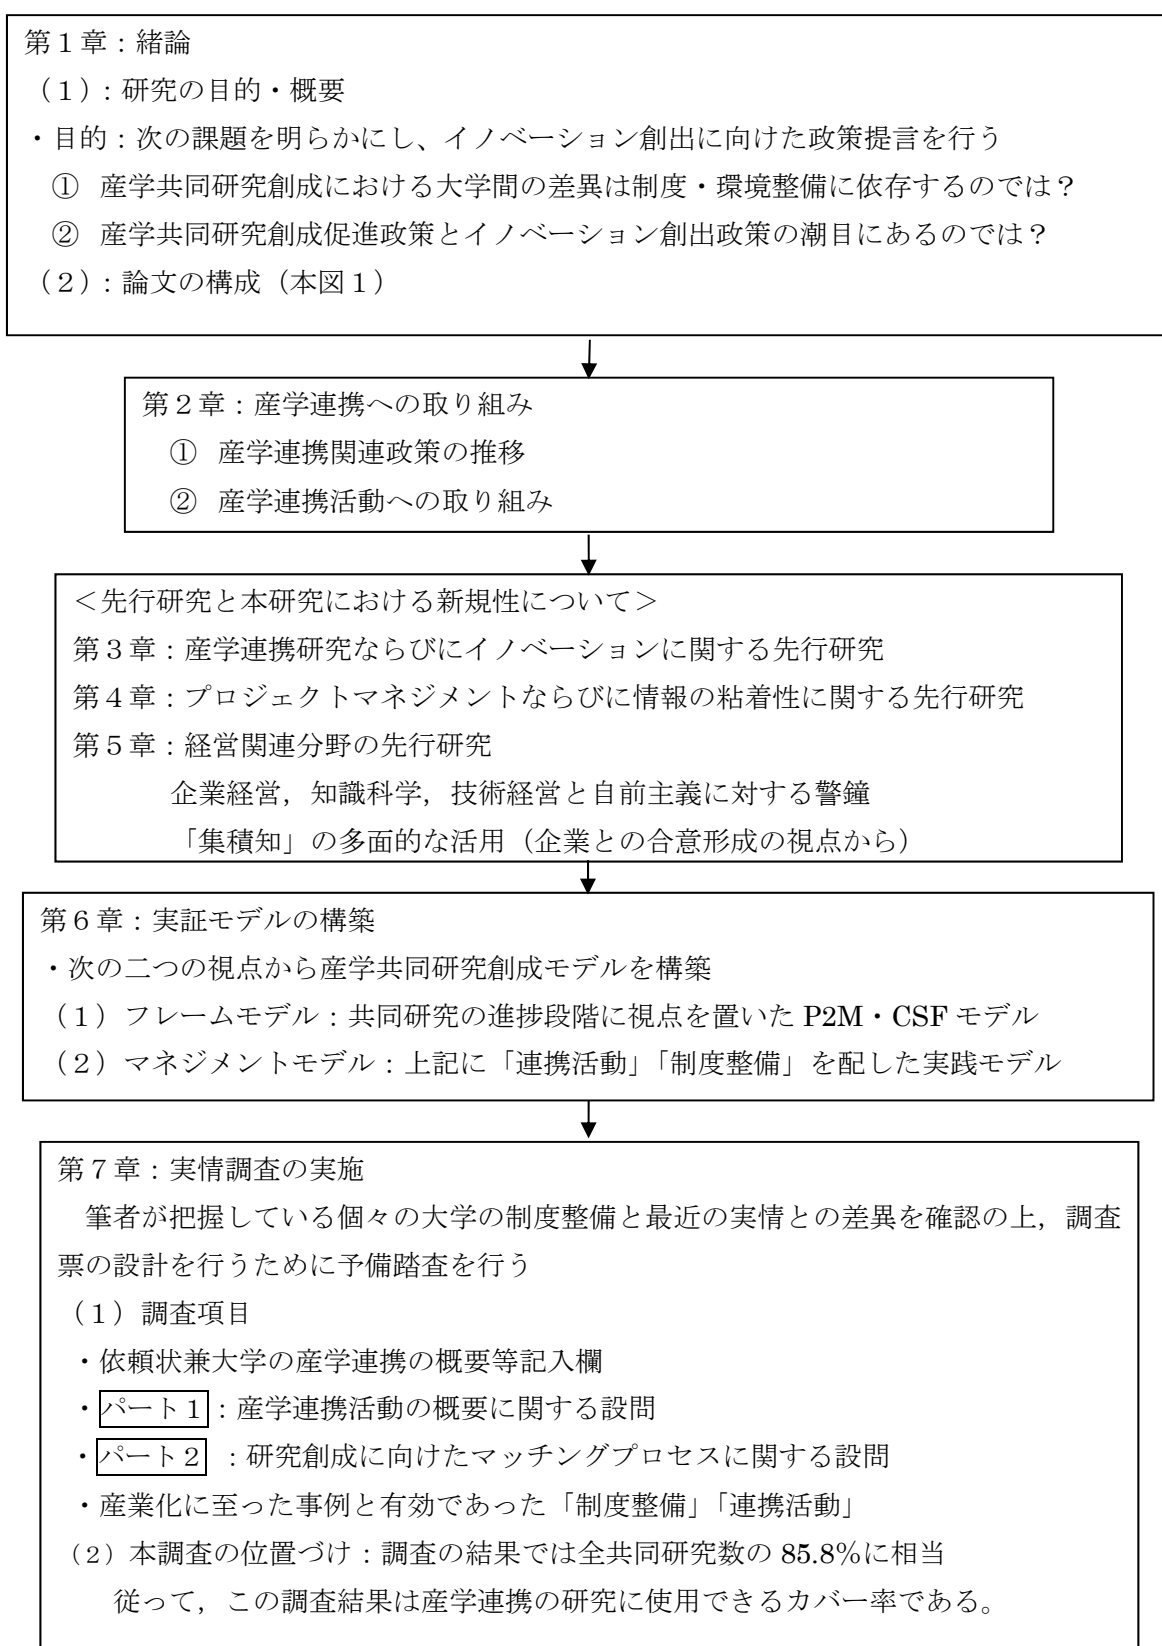 第１章：緒論
（１）：研究の目的・概要
・目的：次の課題を明らかにし、イノベーション創出に向けた政策提言を行う
① 産学共同研究創成における大学間の差異は制度・環境整備に依存するのでは？
② 産学共同研究創成促進政策とイノベーション創出政策の潮目にあるのでは？
（２）：論文の構成（本図１）
第２章：産学連携への取り組み
① 産学連携関連政策の推移
② 産学連携活動への取り組み
＜先行研究と本研究における新規性について＞
第３章：産学連携研究ならびにイノベーションに関する先行研究
第４章：プロジェクトマネジメントならびに情報の粘着性に関する先行研究
第５章：経営関連分野の先行研究
企業経営，知識科学，技術経営と自前主義に対する警鐘
「集積知」の多面的な活用（企業との合意形成の視点から）
第６章：実証モデルの構築
・次の二つの視点から産学共同研究創成モデルを構築
（１）フレームモデル：共同研究の進捗段階に視点を置いた P2M・CSF モデル
（２）マネジメントモデル：上記に「連携活動」「制度整備」を配した実践モデル
第７章：実情調査の実施
筆者が把握している個々の大学の制度整備と最近の実情との差異を確認の上，調査
票の設計を行うために予備踏査を行う
（１）調査項目
・依頼状兼大学の産学連携の概要等記入欄
・パート１：産学連携活動の概要に関する設問
・パート２ ：研究創成に向けたマッチングプロセスに関する設問
・産業化に至った事例と有効であった「制度整備」「連携活動」
（２）本調査の位置づけ：調査の結果では全共同研究数の 85.8％に相当
従って，この調査結果は産学連携の研究に使用できるカバー率である。